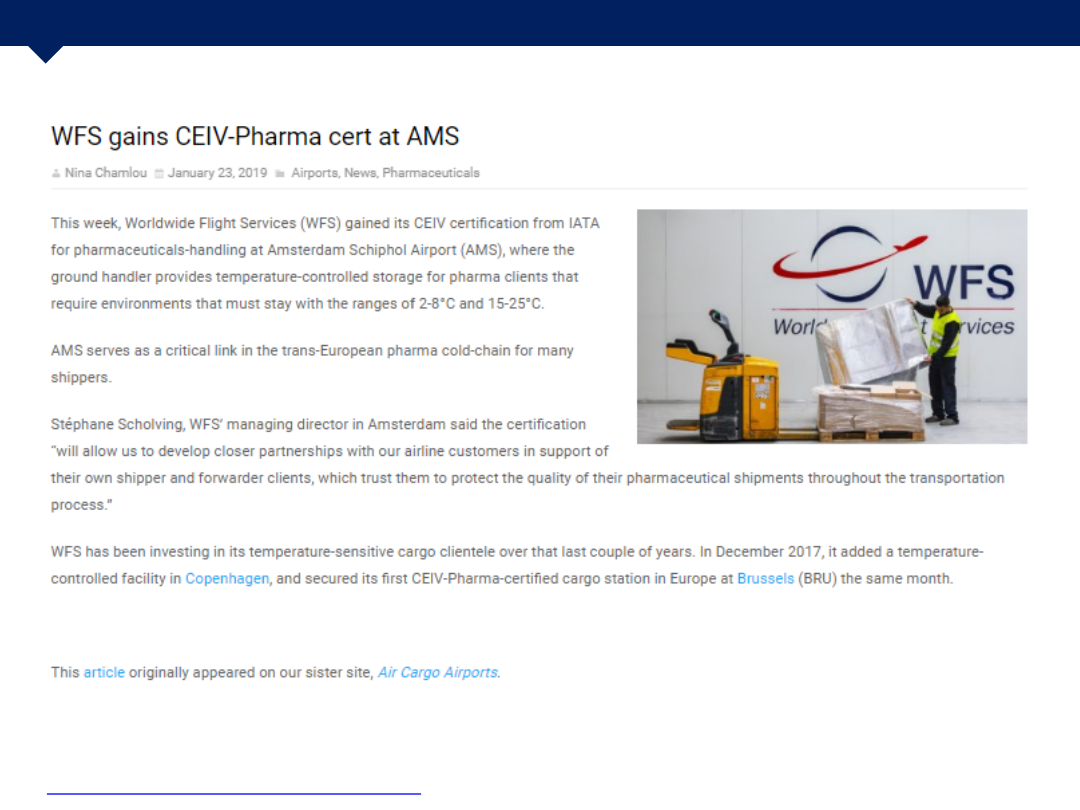 WFS gains CEIV-Pharma cert at AMS
Nina Chamlou January 23, 2019 Airports, News, Pharmaceuticals
This week, Worldwide Flight Services (WFS) gained its CEIV certification from IATA
for pharmaceuticals-handling at Amsterdam Schiphol Airport (AMS), where the
ground handler provides temperature-controlled storage for pharma clients that
require environments that must stay with the ranges of 2-8°C and 15-25°C.
WFS
Worl t rvices
AMS serves as a critical link in the trans-European pharma cold-chain for many
shippers.
Stéphane Scholving, WFS’ managing director in Amsterdam said the certification
“will allow us to develop closer partnerships with our airline customers in support of
their own shipper and forwarder clients, which trust them to protect the quality of their pharmaceutical shipments throughout the transportation
process.”
WFS has been investing in its temperature-sensitive cargo clientele over that last couple of years. In December 2017, it added a temperature-
controlled facility in Copenhagen, and secured its first CEIV-Pharma-certified cargo station in Europe at Brussels (BRU) the same month.
This article originally appeared on our sister site, Air Cargo Airports.